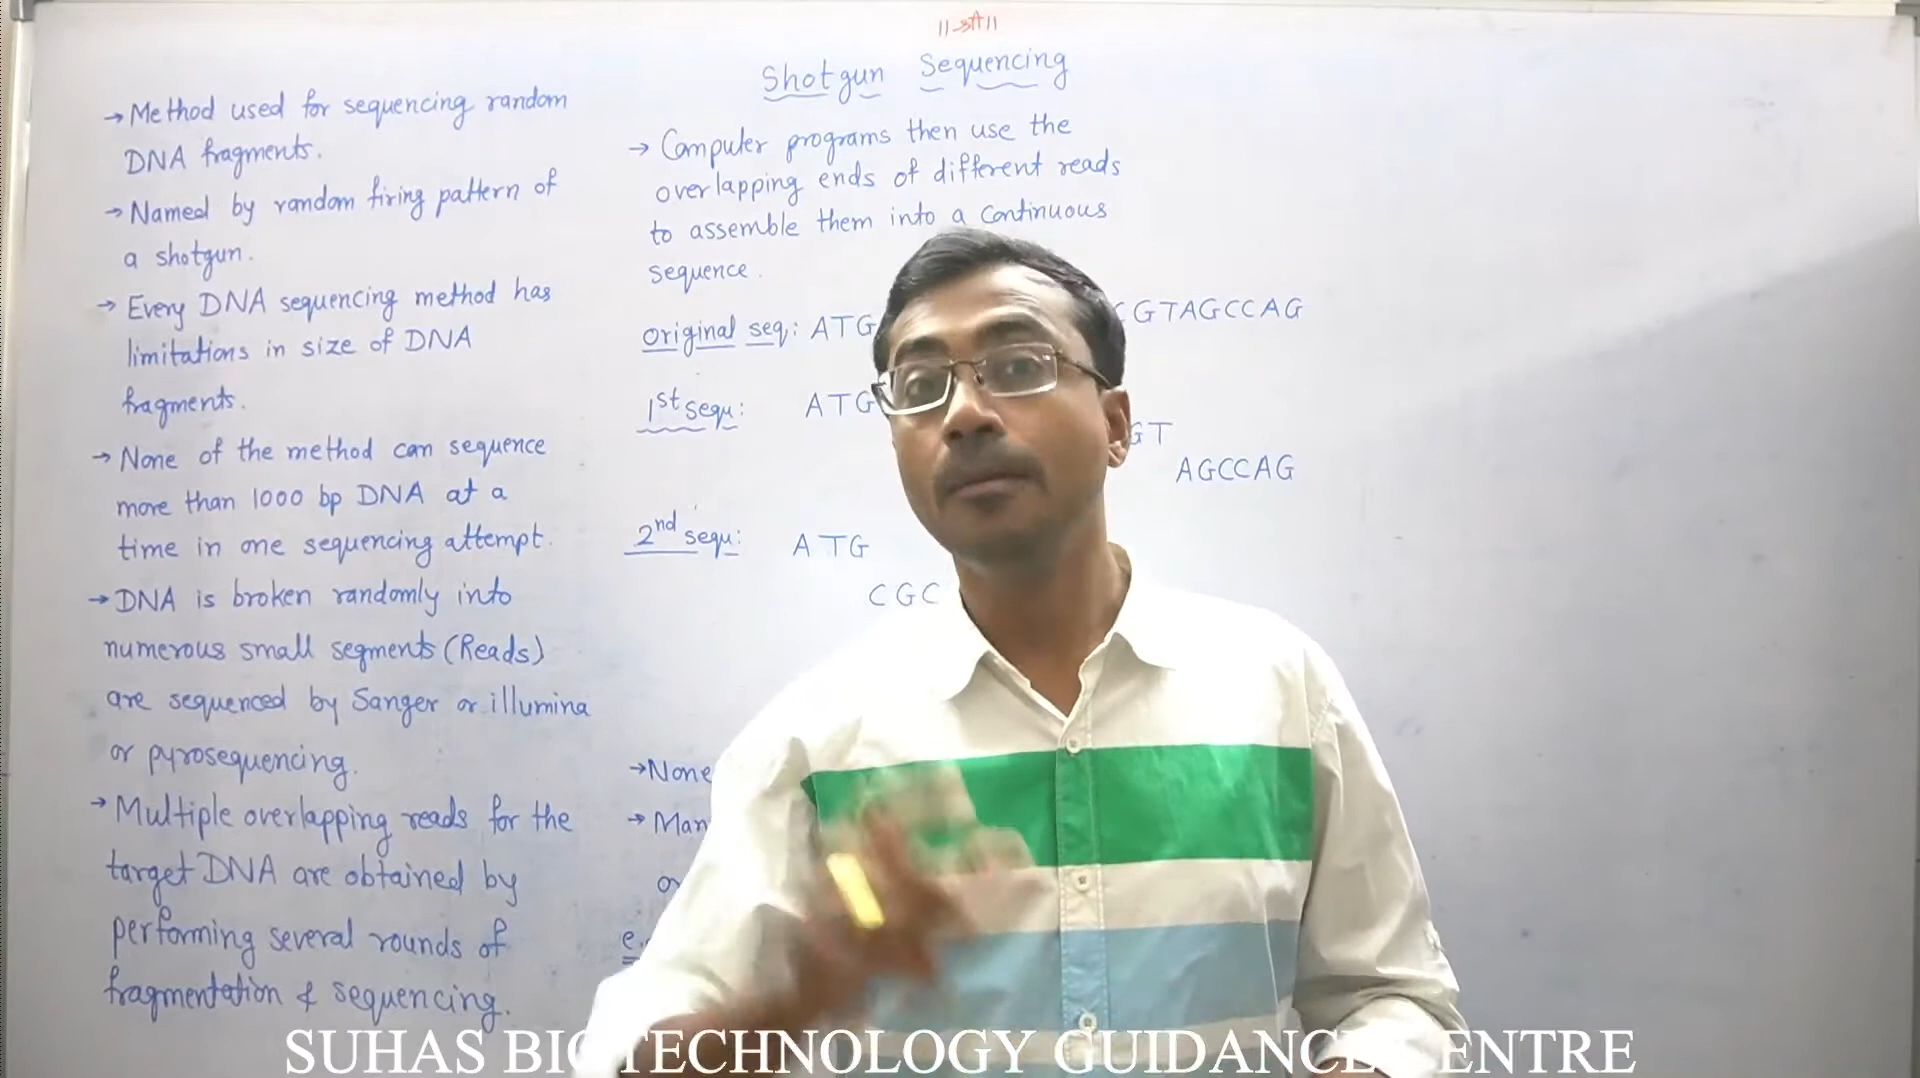 ॥श्री॥
Shotgun Sequencing
→ Method used for sequencing random
DNA fragments.
→ Named by random firing pattern of
a shotgun.
→ Every DNA sequencing method has
limitations in size of DNA
fragments.
→ None of the method can sequence
more than 1000 bp DNA at a
time in one sequencing attempt.
→ DNA is broken randomly into
numerous small segments (Reads)
are sequenced by Sanger or illumina
or pyrosequencing.
→ Multiple overlapping reads for the
target DNA are obtained by
performing several rounds of
fragmentation & sequencing.
→ Computer programs then use the
overlapping ends of different reads
to assemble them into a continuous
sequence.
original seq: ATG CGTAGCCAG
1st sequ: ATG GT
AGCCAG
2nd sequ: ATG
CGC
→ None
→
or
e.
SUHAS BIOTECHNOLOGY GUIDANCE CENTRE